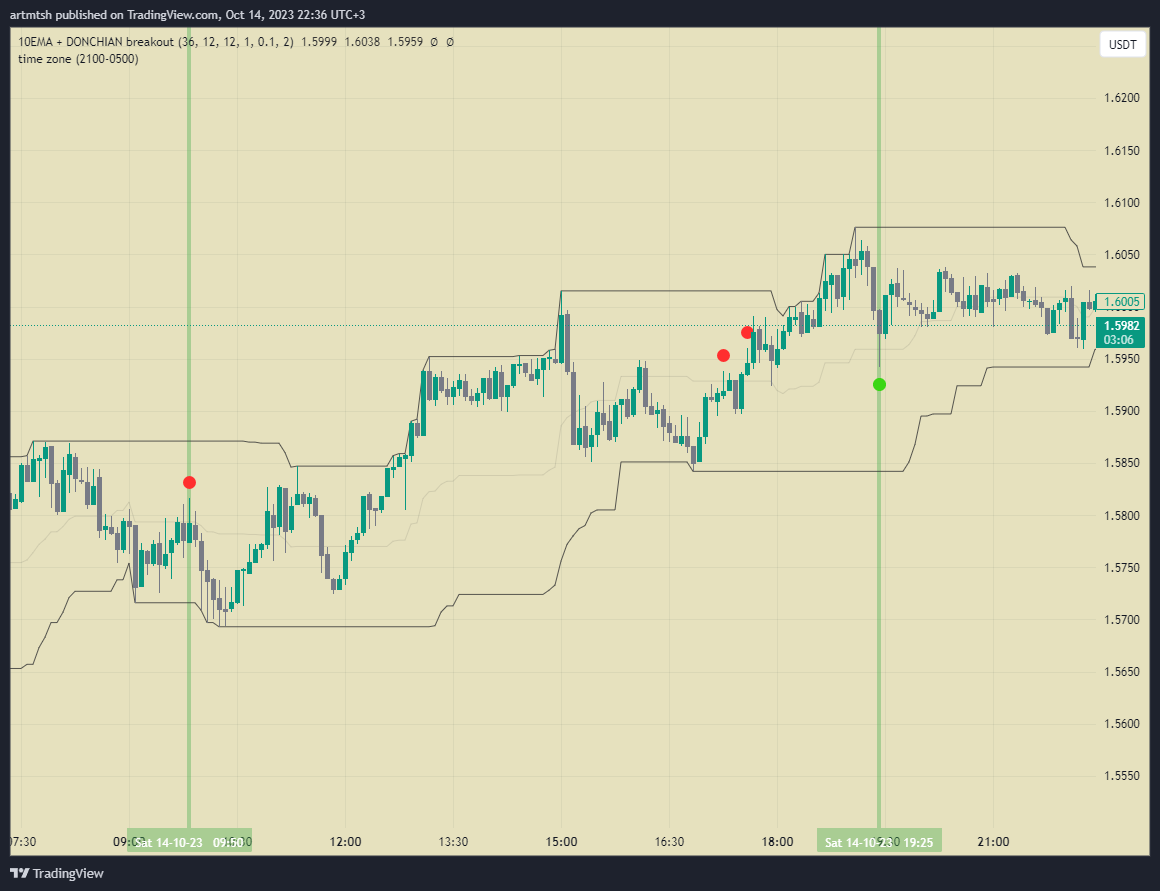 artmtsh published on TradingView.com, Oct 14, 2023 22:36 UTC+3
10EMA + DONCHIAN breakout (36, 12, 12, 1, 0.1, 2) 1.5999 1.6038 1.5959 Ø Ø
time zone (2100-0500)
USDT
1.6200
1.6150
1.6100
1.6050
1.6005
1.5982
03:06
1.5950
1.5900
1.5850
1.5800
1.5750
1.5700
1.5650
1.5600
1.5550
07:30 Sat 14-10-23 09:50 12:00 13:30 15:00 16:30 18:00 Sat 14-10-23 19:25 21:00
TradingView